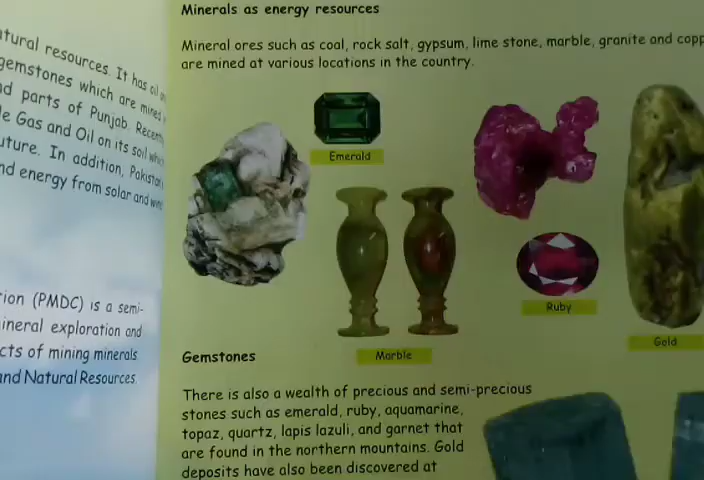 atural resources. It has oil
gemstones which are mined
nd parts of Punjab.
le Gas and Oil on its soil
uture. In addition, Pakistan
nd energy from solar and
tion (PMDC) is a semi-
ineral exploration and
cts of mining minerals
and Natural Resources.
Minerals as energy resources
Mineral ores such as coal, rock salt, gypsum, lime stone, marble, granite and copp
are mined at various locations in the country.
Emerald
Ruby
Gold
Marble
Gemstones
There is also a wealth of precious and semi-precious
stones such as emerald, ruby, aquamarine,
topaz, quartz, lapis lazuli, and garnet that
are found in the northern mountains. Gold
deposits have also been discovered at